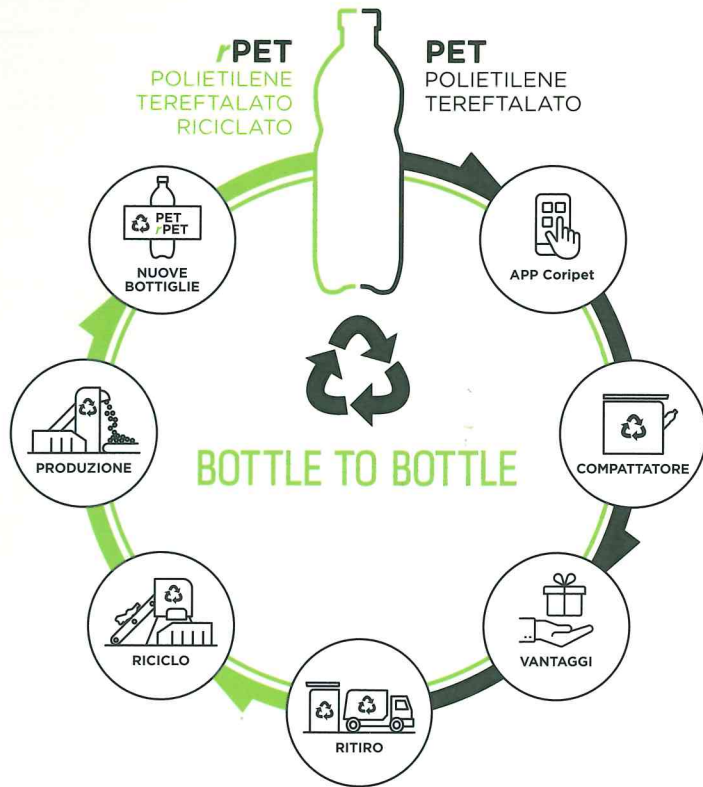 rPET
POLIETILENE
TEREFTALATO
RICICLATO
PET
POLIETILENE
TEREFTALATO
APP Coripet
COMPATTATORE
VANTAGGI
RITIRO
RICICLO
PRODUZIONE
PET
rPET
NUOVE
BOTTIGLIE
BOTTLE TO BOTTLE